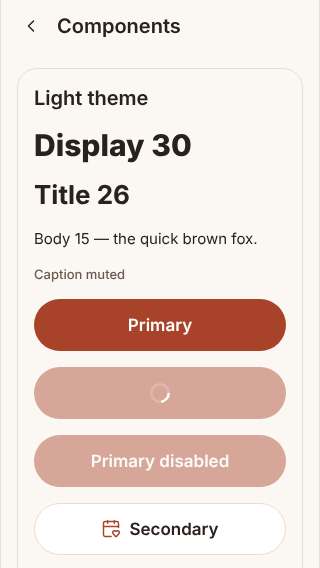 Components
Light theme
Display 30
Title 26
Body 15 — the quick brown fox.
Caption muted
Primary
Primary disabled
Secondary